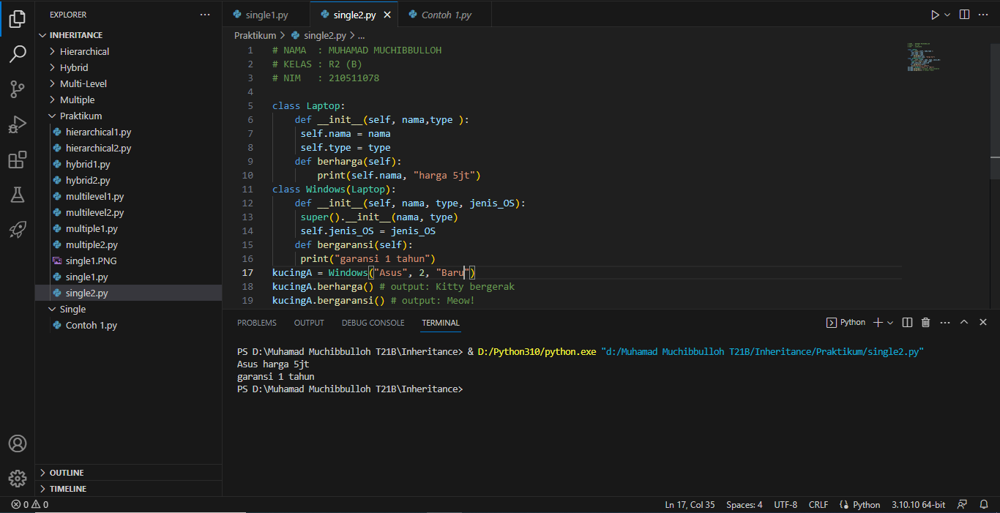 EXPLORER
INHERITANCE
Hierarchical
Hybrid
Multi-Level
Multiple
Praktikum
hierarchical1.py
hierarchical2.py
hybrid1.py
hybrid2.py
multilevel1.py
multilevel2.py
multiple1.py
multiple2.py
single1.PNG
single1.py
single2.py
Single
Contoh 1.py
OUTLINE
TIMELINE
single1.py single2.py Contoh 1.py
Praktikum > single2.py > ...
1 # NAMA  : MUHAMAD MUCHIBBULLOH
2 # KELAS : R2 (B)
3 # NIM   : 210511078
4
5 class Laptop:
6     def __init__(self, nama,type ):
7      self.nama = nama
8      self.type = type
9     def berharga(self):
10         print(self.nama, "harga 5jt")
11 class Windows(Laptop):
12     def __init__(self, nama, type, jenis_OS):
13      super().__init__(nama, type)
14      self.jenis_OS = jenis_OS
15     def bergaransi(self):
16      print("garansi 1 tahun")
17 kucingA = Windows("Asus", 2, "Baru")
18 kucingA.berharga() # output: Kitty bergerak
19 kucingA.bergaransi() # output: Meow!
PROBLEMS OUTPUT DEBUG CONSOLE TERMINAL Python
PS D:\Muhamad Muchibbulloh T21B\Inheritance> & D:/Python310/python.exe "d:/Muhamad Muchibbulloh T21B/Inheritance/Praktikum/single2.py"
Asus harga 5jt
garansi 1 tahun
PS D:\Muhamad Muchibbulloh T21B\Inheritance>
0 0 Ln 17, Col 35 Spaces: 4 UTF-8 CRLF Python 3.10.10 64-bit